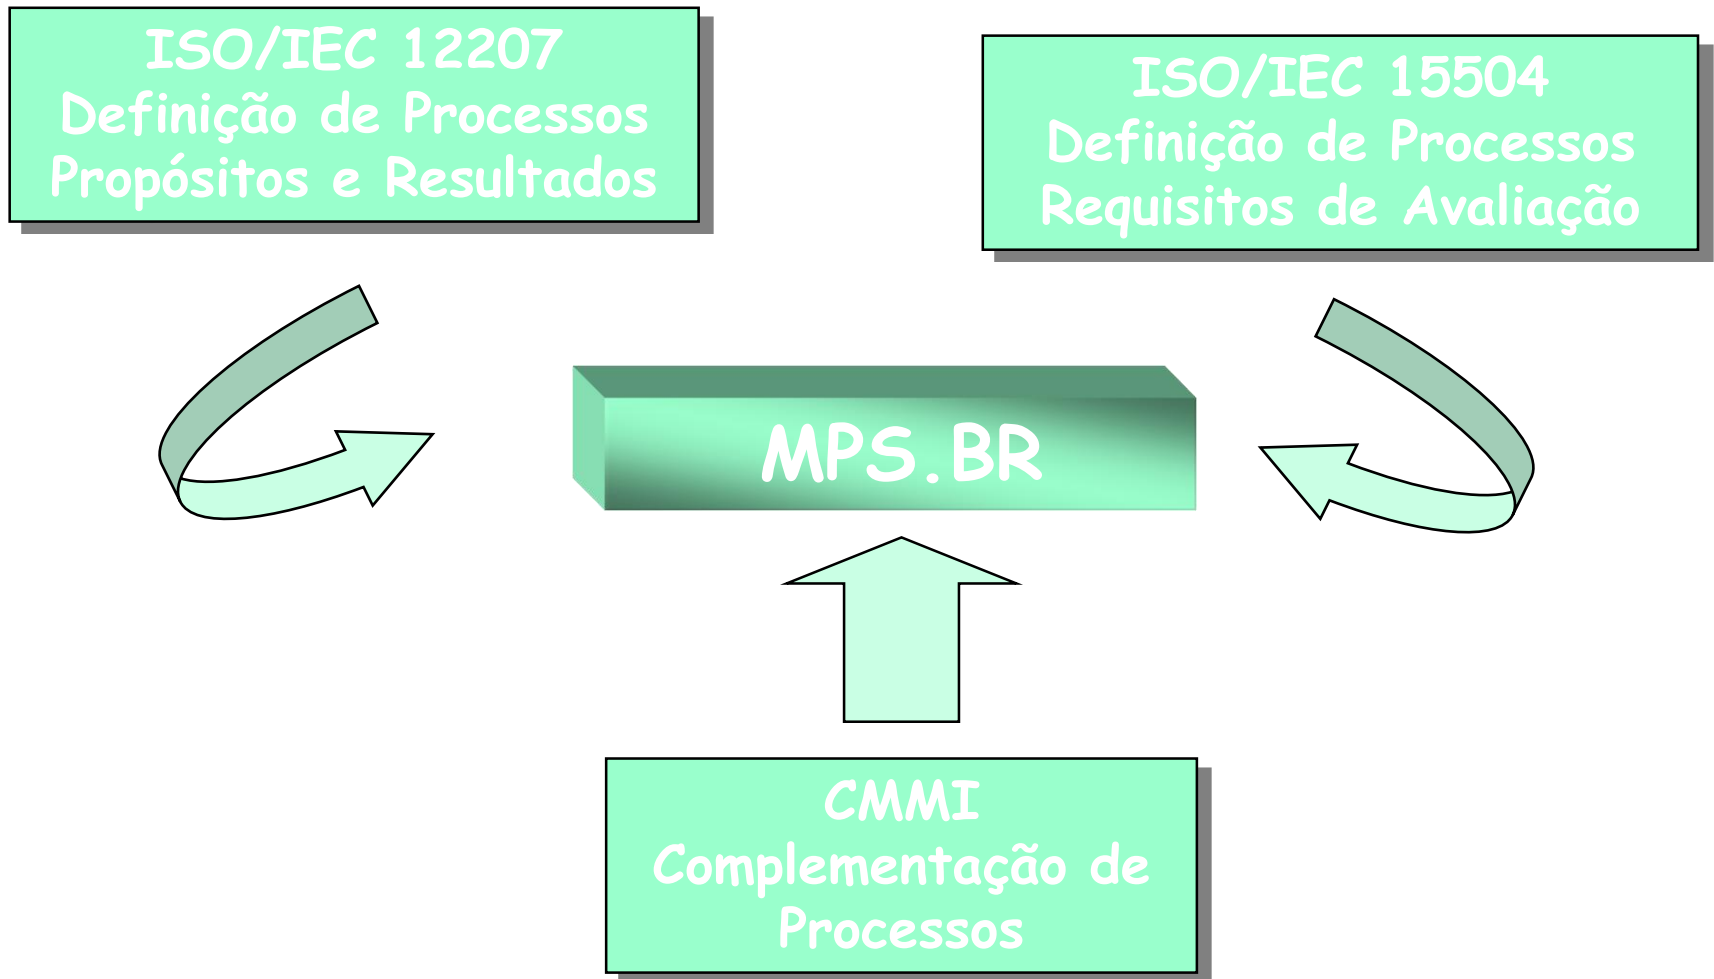 ISO/IEC 12207
Definição de Processos
Propósitos e Resultados
ISO/IEC 15504
Definição de Processos
Requisitos de Avaliação
MPS.BR
CMMI
Complementação de
Processos